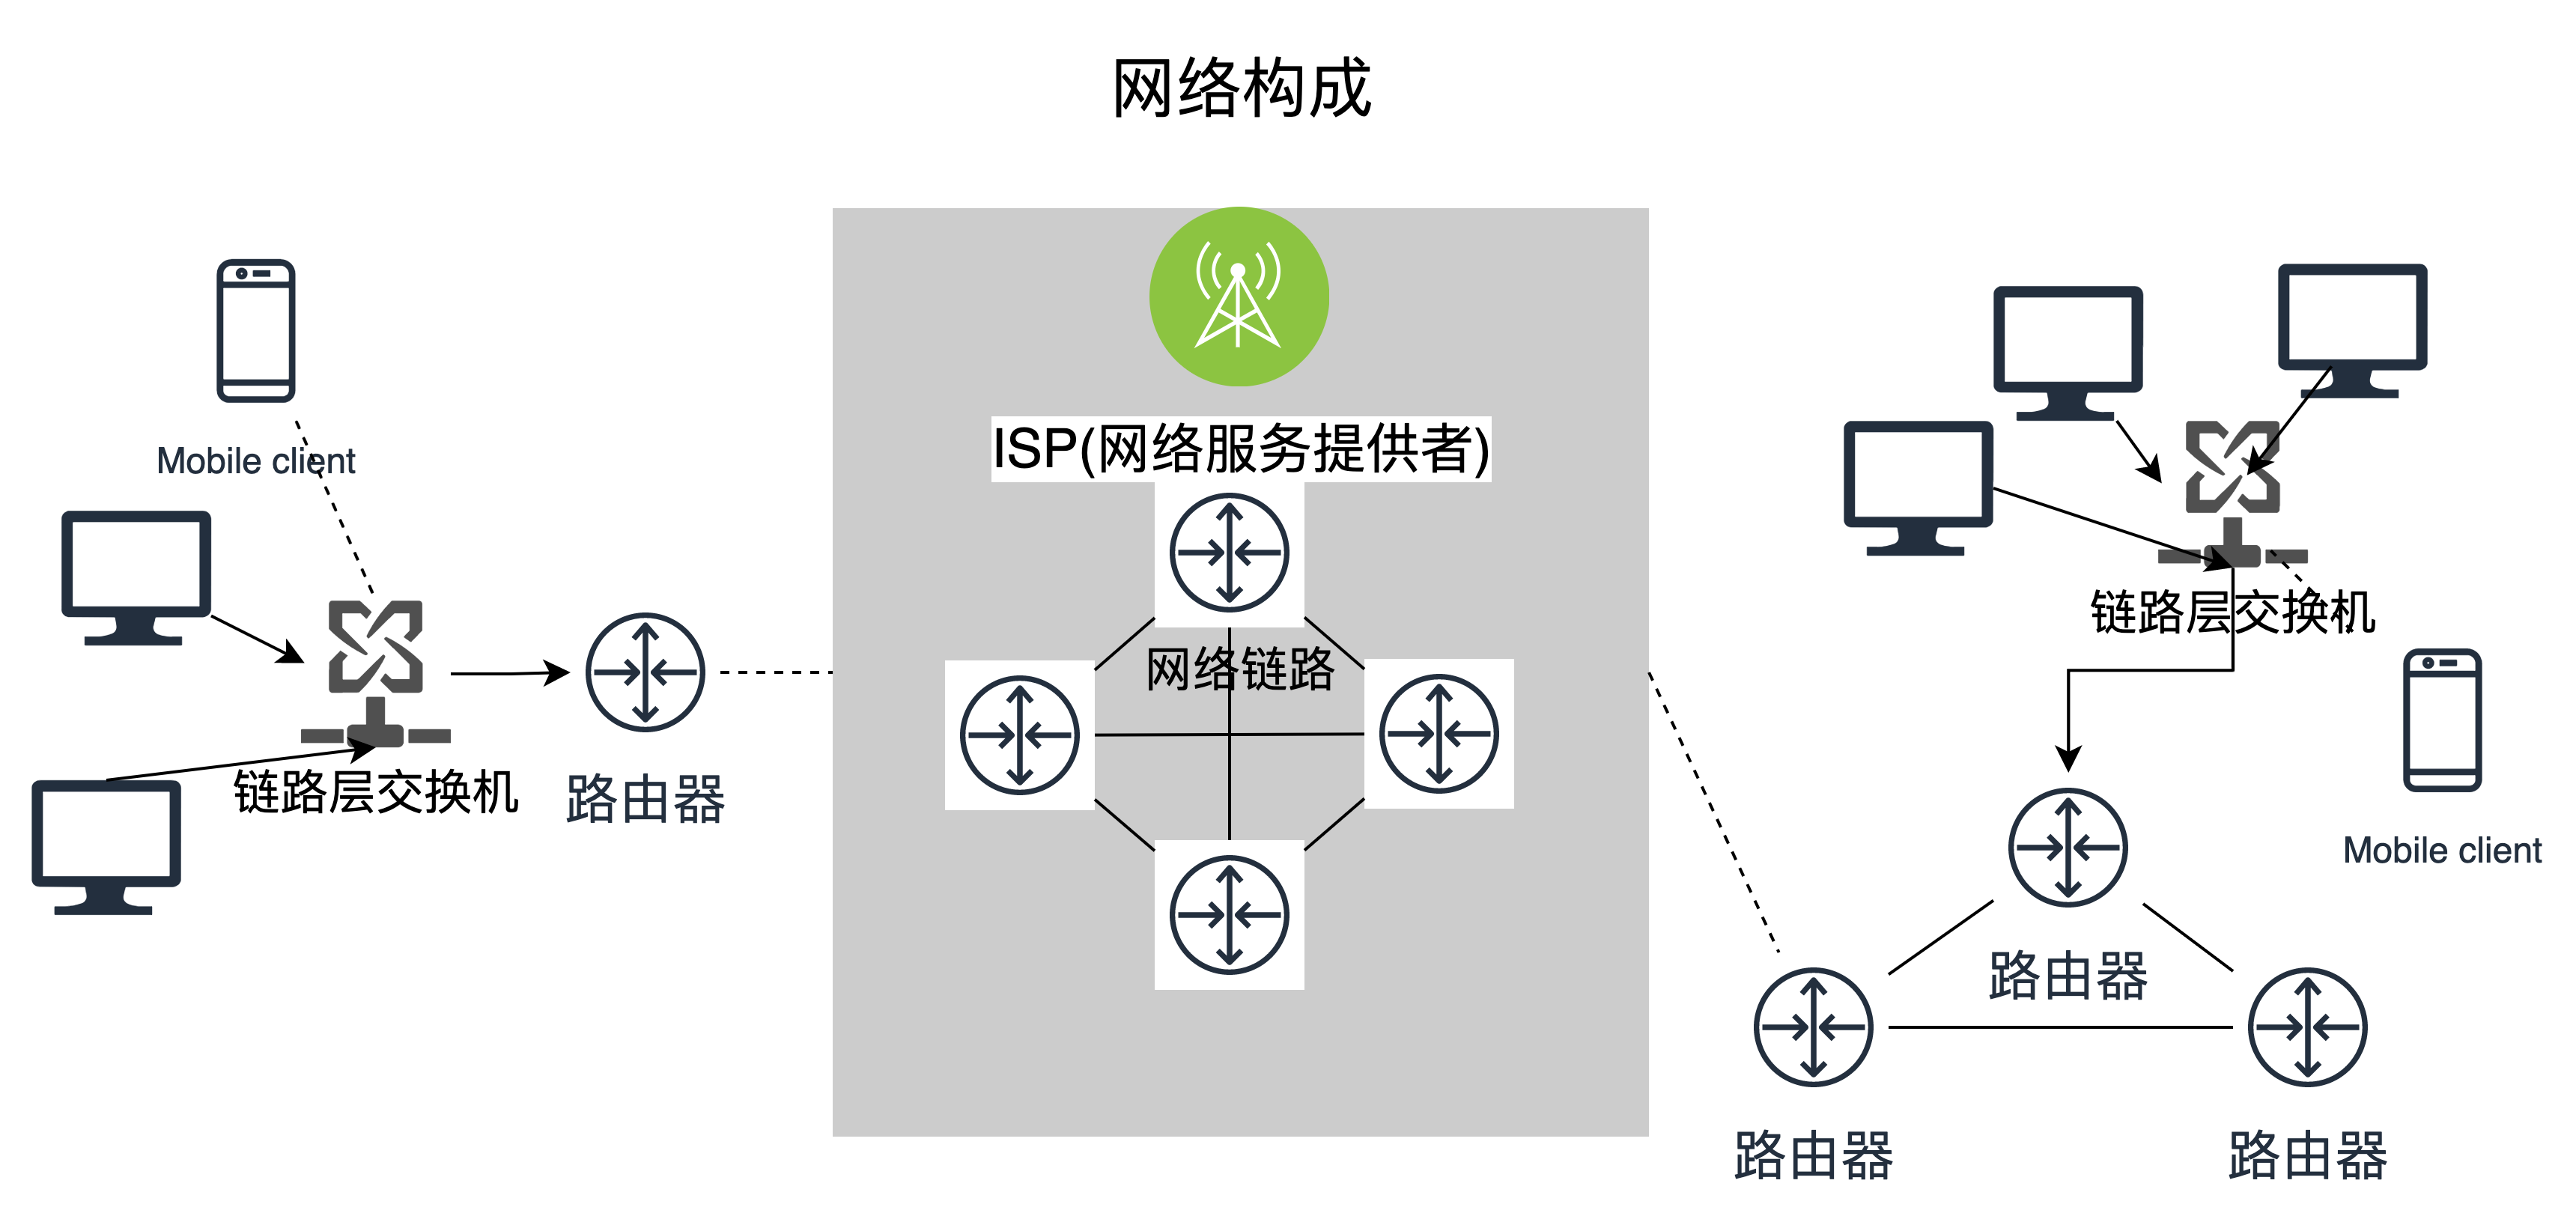 网络构成
Mobile client
链路层交换机
路由器
ISP(网络服务提供者)
网络链路
链路层交换机
Mobile client
路由器
路由器
路由器